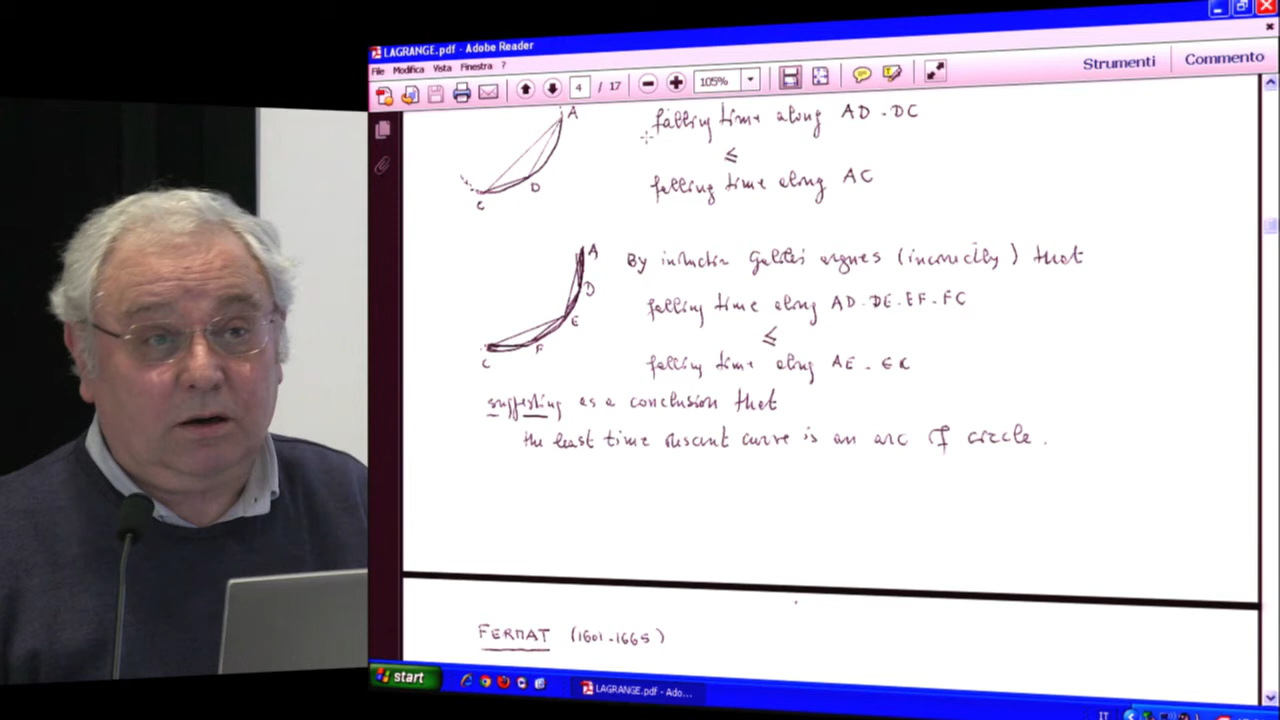 LAGRANGE.pdf - Adobe Reader
File Modifica Vista Finestra ?
4 / 17 105% Strumenti Commento
A
D
C
falling time along AD - DC
≤
falling time along AC
A
D
E
F
C
By induction Galilei argues (incorrectly) that
falling time along AD - DE - EF - FC
≤
falling time along AE - EC
suggesting as a conclusion that
the least time descent curve is an arc of circle.
FERMAT (1601-1665)
start LAGRANGE.pdf - Ado... IT